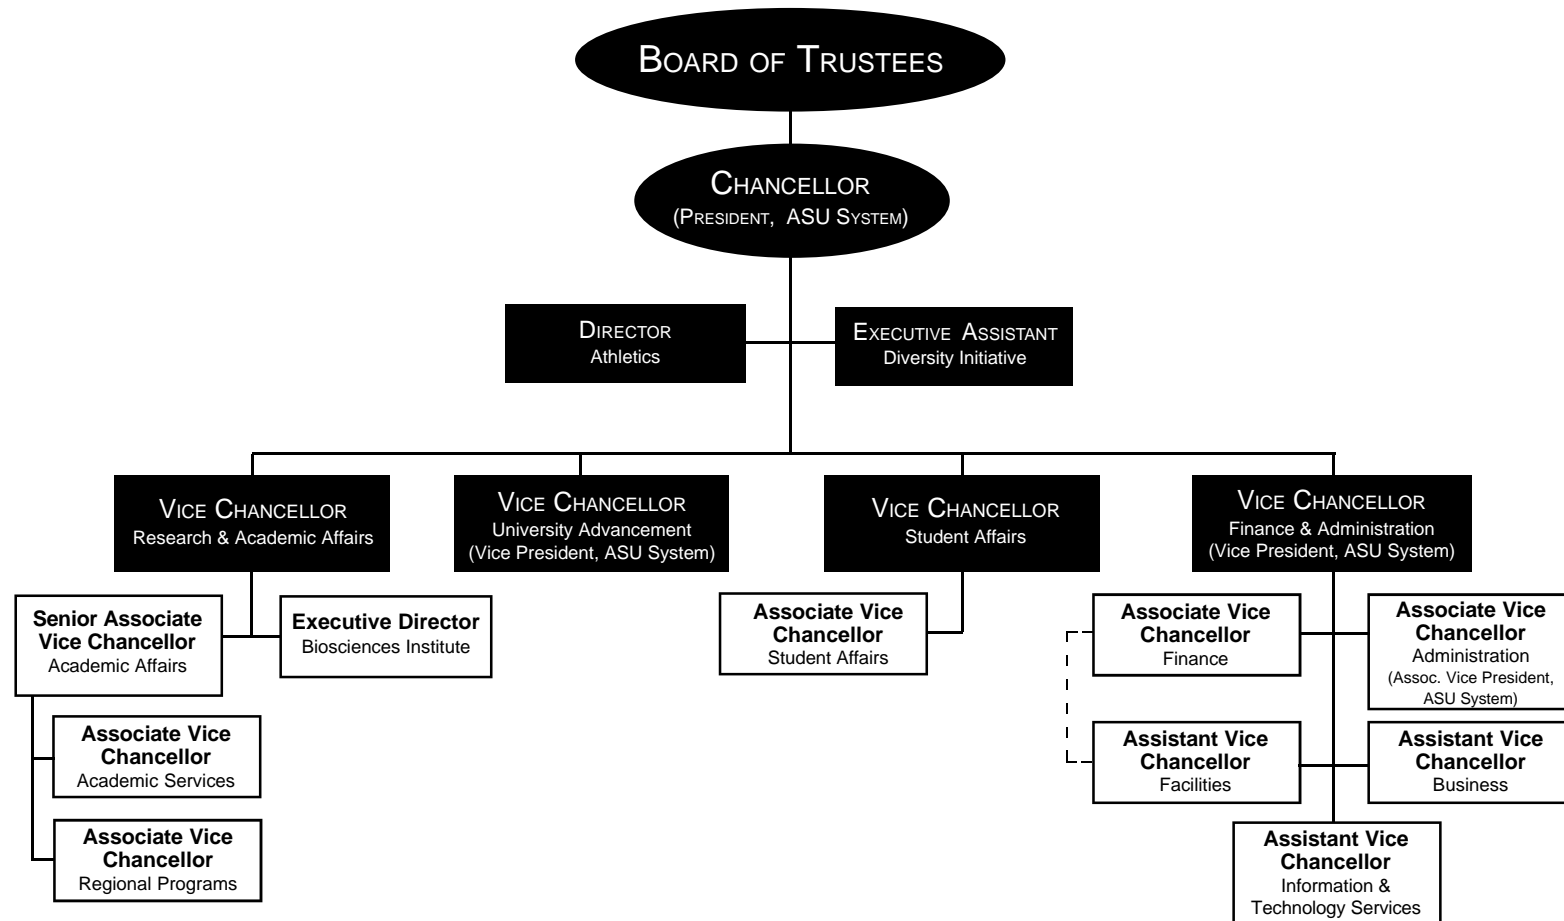 Board of Trustees
Chancellor
(President, ASU System)
Director
Athletics
Executive Assistant
Diversity Initiative
Vice Chancellor
Research & Academic Affairs
Vice Chancellor
University Advancement
(Vice President, ASU System)
Vice Chancellor
Student Affairs
Vice Chancellor
Finance & Administration
(Vice President, ASU System)
Senior Associate
Vice Chancellor
Academic Affairs
Executive Director
Biosciences Institute
Associate Vice
Chancellor
Student Affairs
Associate Vice
Chancellor
Finance
Associate Vice
Chancellor
Administration
(Assoc. Vice President,
ASU System)
Associate Vice
Chancellor
Academic Services
Assistant Vice
Chancellor
Facilities
Assistant Vice
Chancellor
Business
Associate Vice
Chancellor
Regional Programs
Assistant Vice
Chancellor
Information &
Technology Services